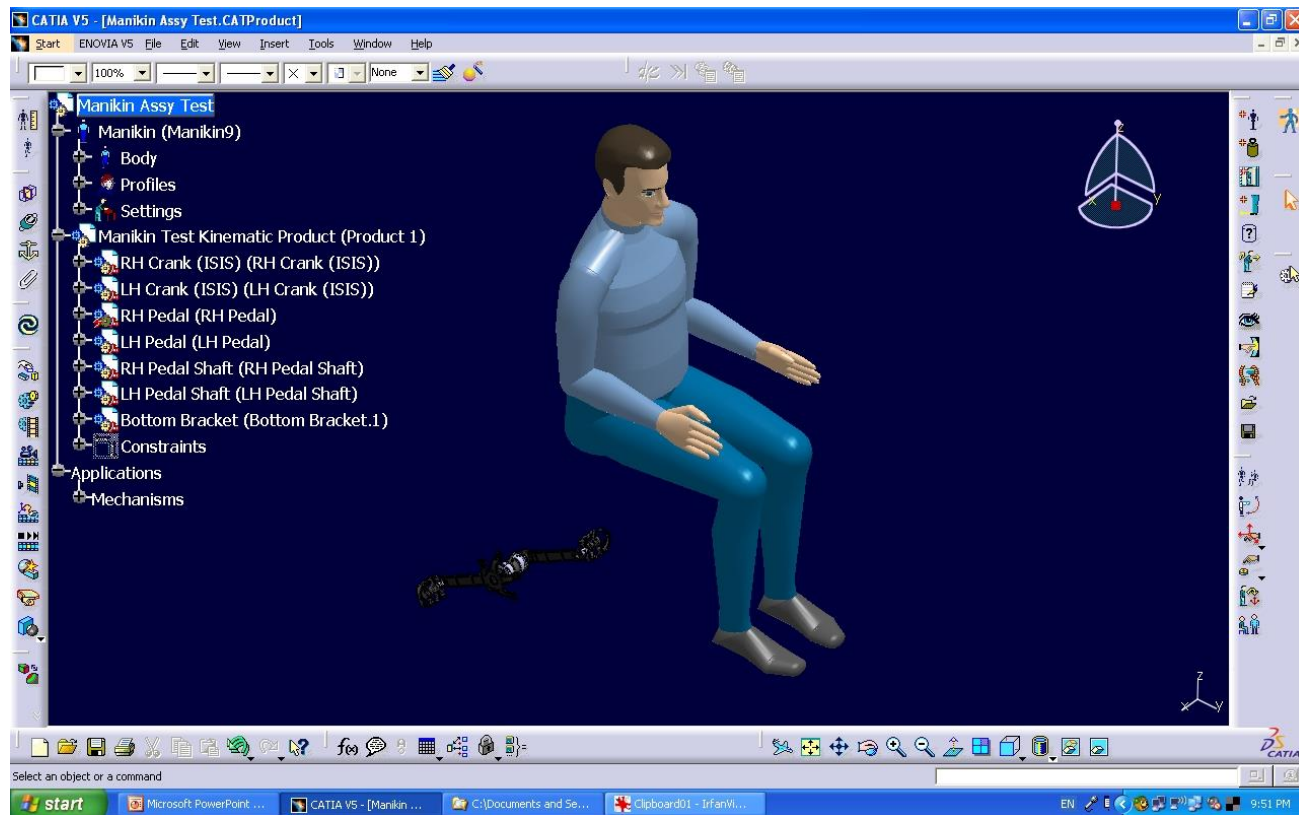 CATIA V5 - [Manikin Assy Test.CATProduct]
Start ENOVIA V5 File Edit View Insert Tools Window Help
100% None
Manikin Assy Test
Manikin (Manikin9)
Body
Profiles
Settings
Manikin Test Kinematic Product (Product 1)
RH Crank (ISIS) (RH Crank (ISIS))
LH Crank (ISIS) (LH Crank (ISIS))
RH Pedal (RH Pedal)
LH Pedal (LH Pedal)
RH Pedal Shaft (RH Pedal Shaft)
LH Pedal Shaft (LH Pedal Shaft)
Bottom Bracket (Bottom Bracket.1)
Constraints
Applications
Mechanisms
z
x y
z
x y
f(x)
CATIA
Select an object or a command
start Microsoft PowerPoint ... CATIA V5 - [Manikin ... C:\Documents and Se... Clipboard01 - IrfanVi... EN 9:51 PM